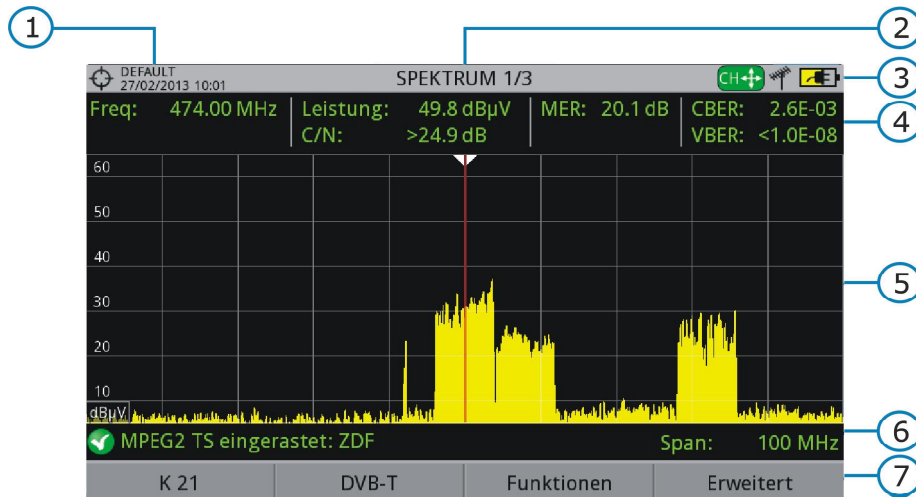 1
2
DEFAULT
27/02/2013 10:01
SPEKTRUM 1/3
CH
3
Freq: 474.00 MHz
Leistung: 49.8 dBµV
MER: 20.1 dB
CBER: 2.6E-03
C/N: >24.9 dB
VBER: <1.0E-08
4
60
50
40
5
30
20
10
dBµV
MPEG2 TS eingerastet: ZDF
Span: 100 MHz
6
K 21
DVB-T
Funktionen
Erweitert
7